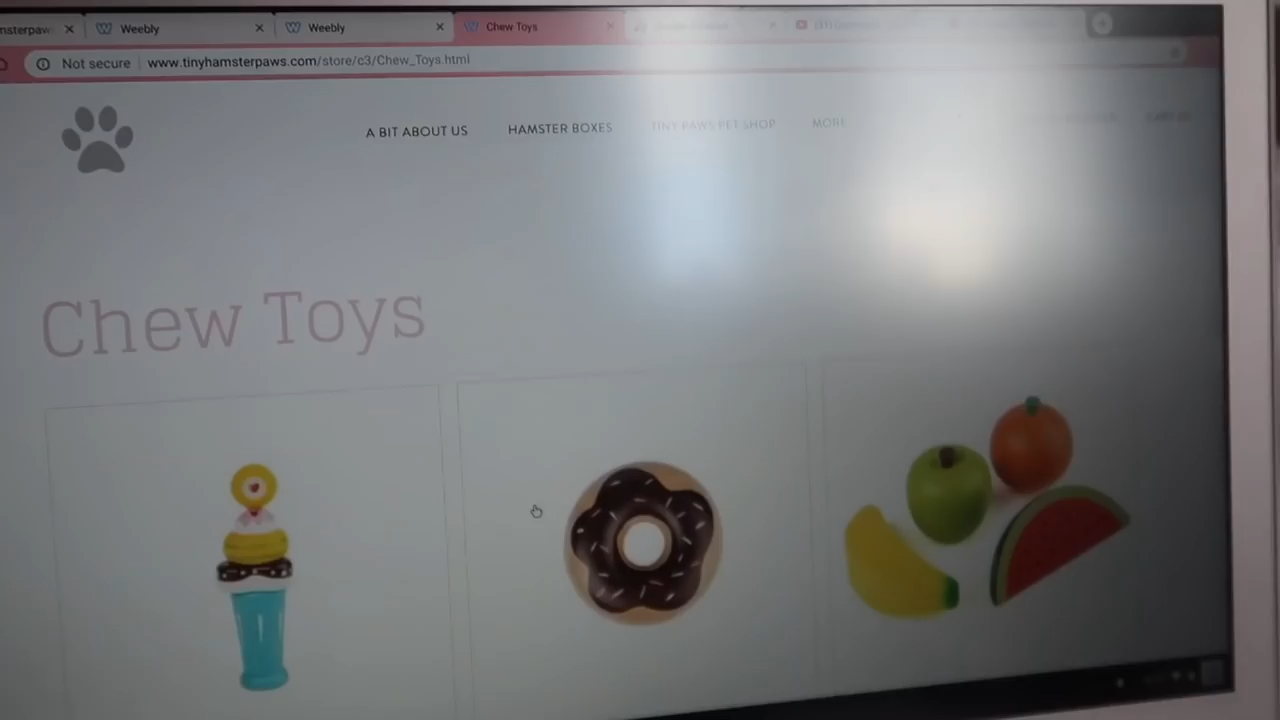 nsterpaw
Weebly
Weebly
Chew Toys
Not secure
www.tinyhamsterpaws.com/store/c3/Chew_Toys.html
A BIT ABOUT US
HAMSTER BOXES
TINY PAWS PET SHOP
MORE
Chew Toys